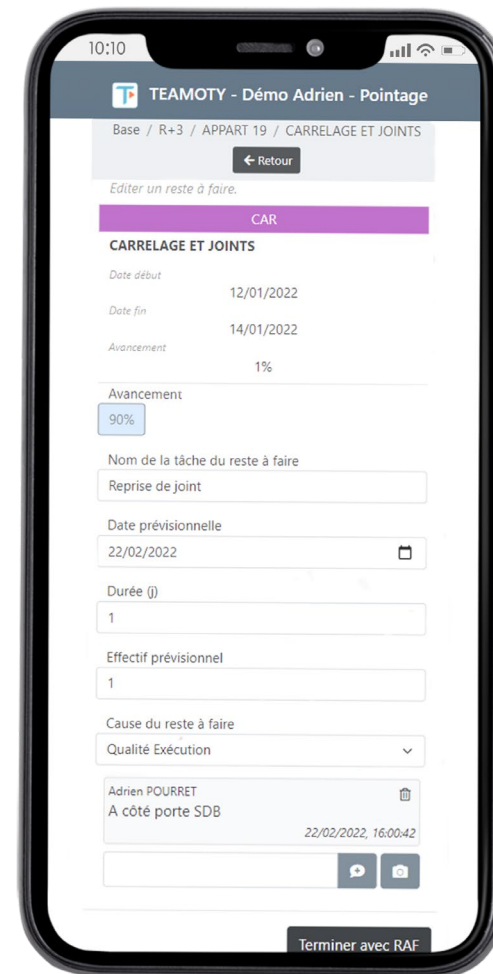 10:10
TEAMOTY - Démo Adrien - Pointage
Base / R+3 / APPART 19 / CARRELAGE ET JOINTS
Retour
Editer un reste à faire.
CAR
CARRELAGE ET JOINTS
Date début
12/01/2022
Date fin
14/01/2022
Avancement
1%
Avancement
90%
Nom de la tâche du reste à faire
Reprise de joint
Date prévisionnelle
22/02/2022
Durée (j)
1
Effectif prévisionnel
1
Cause du reste à faire
Qualité Exécution
Adrien POURRET
A côté porte SDB
22/02/2022, 16:00:42
Terminer avec RAF